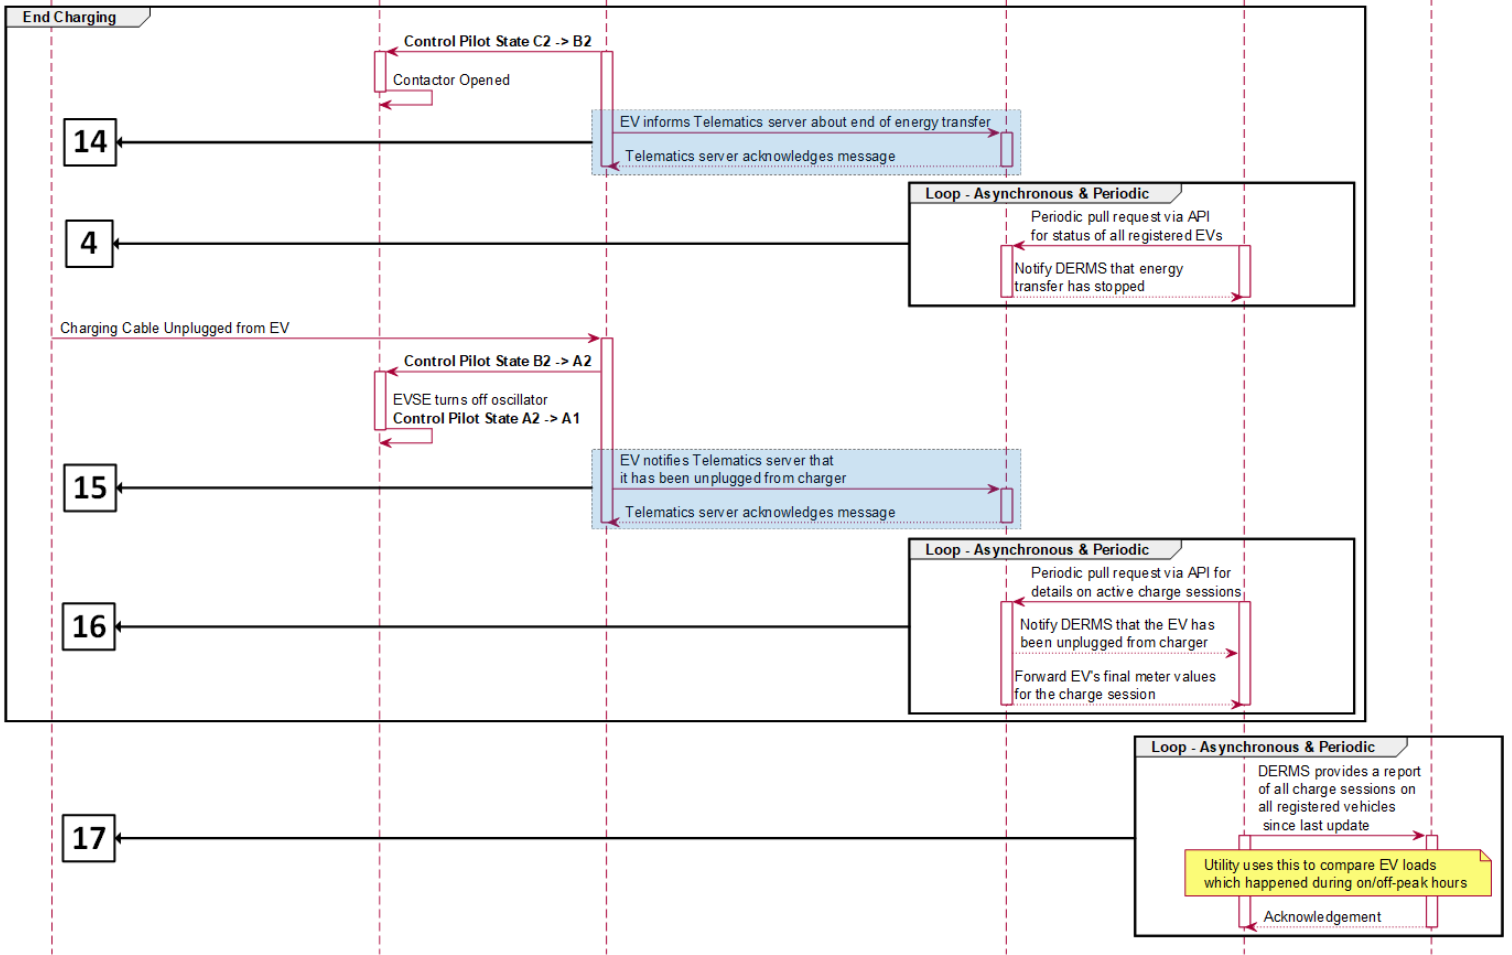 End Charging
Control Pilot State C2 -> B2
Contactor Opened
EV informs Telematics server about end of energy transfer
14
Telematics server acknowledges message
Loop - Asynchronous & Periodic
Periodic pull request via API
for status of all registered EVs
4
Notify DERMS that energy
transfer has stopped
Charging Cable Unplugged from EV
Control Pilot State B2 -> A2
EVSE turns off oscillator
Control Pilot State A2 -> A1
EV notifies Telematics server that
it has been unplugged from charger
15
Telematics server acknowledges message
Loop - Asynchronous & Periodic
Periodic pull request via API for
details on active charge sessions
16
Notify DERMS that the EV has
been unplugged from charger
Forward EV's final meter values
for the charge session
Loop - Asynchronous & Periodic
DERMS provides a report
of all charge sessions on
all registered vehicles
since last update
17
Utility uses this to compare EV loads
which happened during on/off-peak hours
Acknowledgement